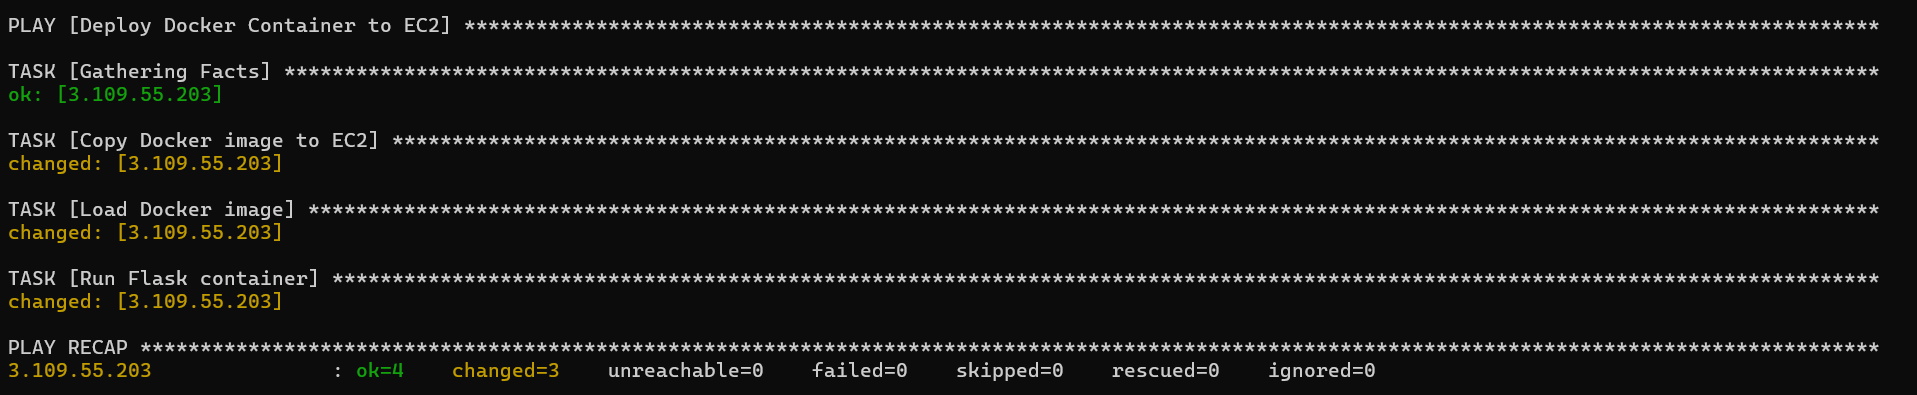 PLAY [Deploy Docker Container to EC2] **********************************************************************************************************************
TASK [Gathering Facts] *************************************************************************************************************************************
ok: [3.109.55.203]
TASK [Copy Docker image to EC2] ****************************************************************************************************************************
changed: [3.109.55.203]
TASK [Load Docker image] ***********************************************************************************************************************************
changed: [3.109.55.203]
TASK [Run Flask container] *********************************************************************************************************************************
changed: [3.109.55.203]
PLAY RECAP *************************************************************************************************************************************************
3.109.55.203               : ok=4    changed=3    unreachable=0    failed=0    skipped=0    rescued=0    ignored=0